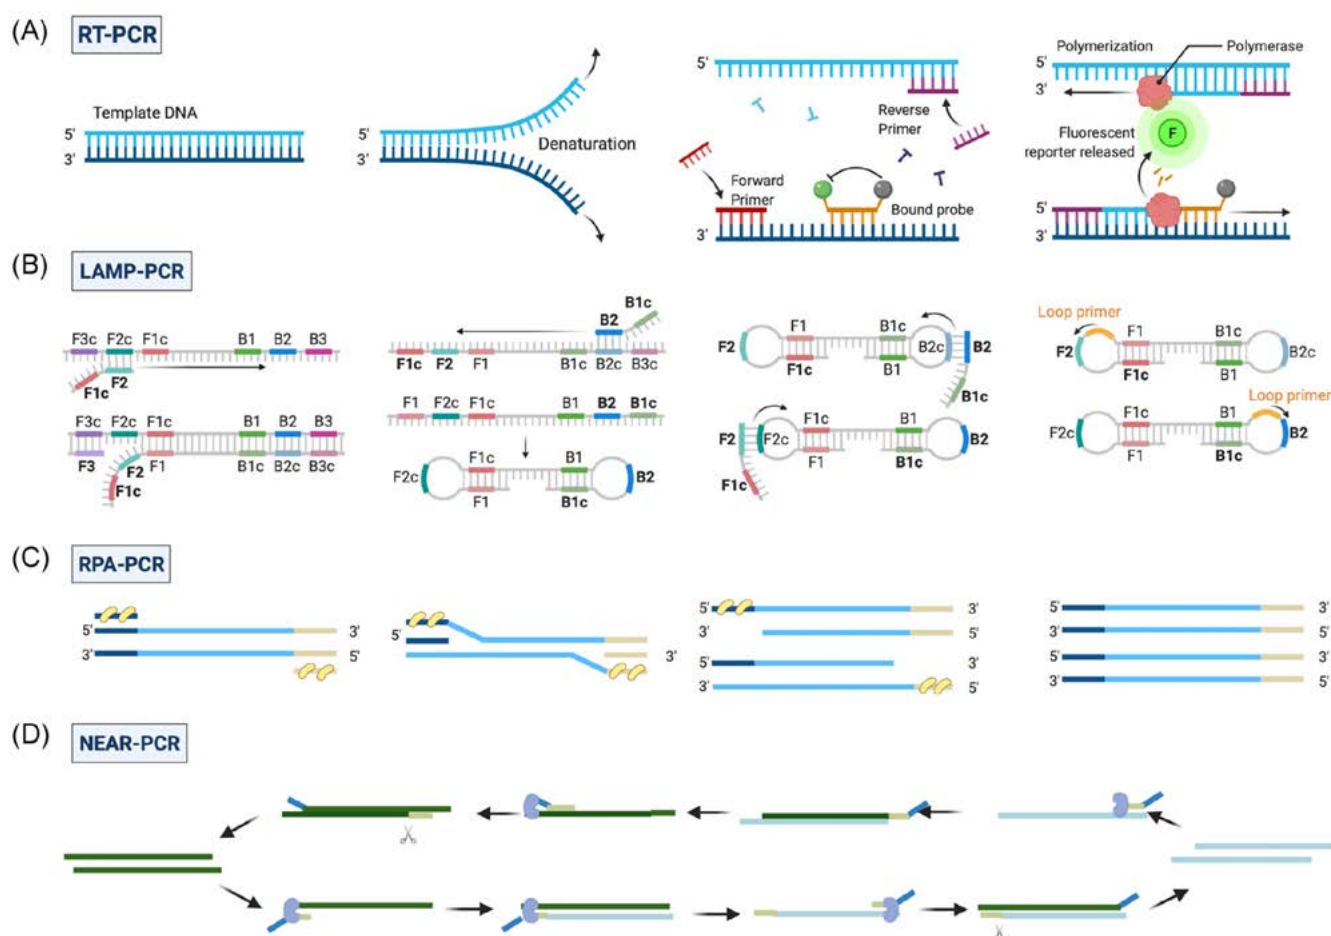 (A) RT-PCR
Template DNA
5'
3'
5'
3'
Denaturation
5'
Reverse
Primer
Forward
Primer
Bound probe
3'
Polymerization
Polymerase
5'
3'
F
Fluorescent
reporter released
5'
3'
(B) LAMP-PCR
F3c F2c F1c B1 B2 B3
F2
F1c
F3c F2c F1c B1 B2 B3
F3 F2 F1 B1c B2c B3c
F1c
B1c
B2
F1c F2 F1 B1c B2c B3c
F1 F2c F1c B1 B2 B1c
F1c B1
F2c B2
F1 B1c
F1 B1c
F2 B2c B2
F1c B1
B1c
F1c B1
F2 F2c B2
F1 B1c
F1c
Loop primer
F1 B1c
F2 B2c
F1c B1
Loop primer
F1c B1
F2c B2
F1 B1c
(C) RPA-PCR
5' 3'
3' 5'
5'
3'
5' 3'
3' 5'
5' 3'
3' 5'
5' 3'
3' 5'
5' 3'
3' 5'
(D) NEAR-PCR